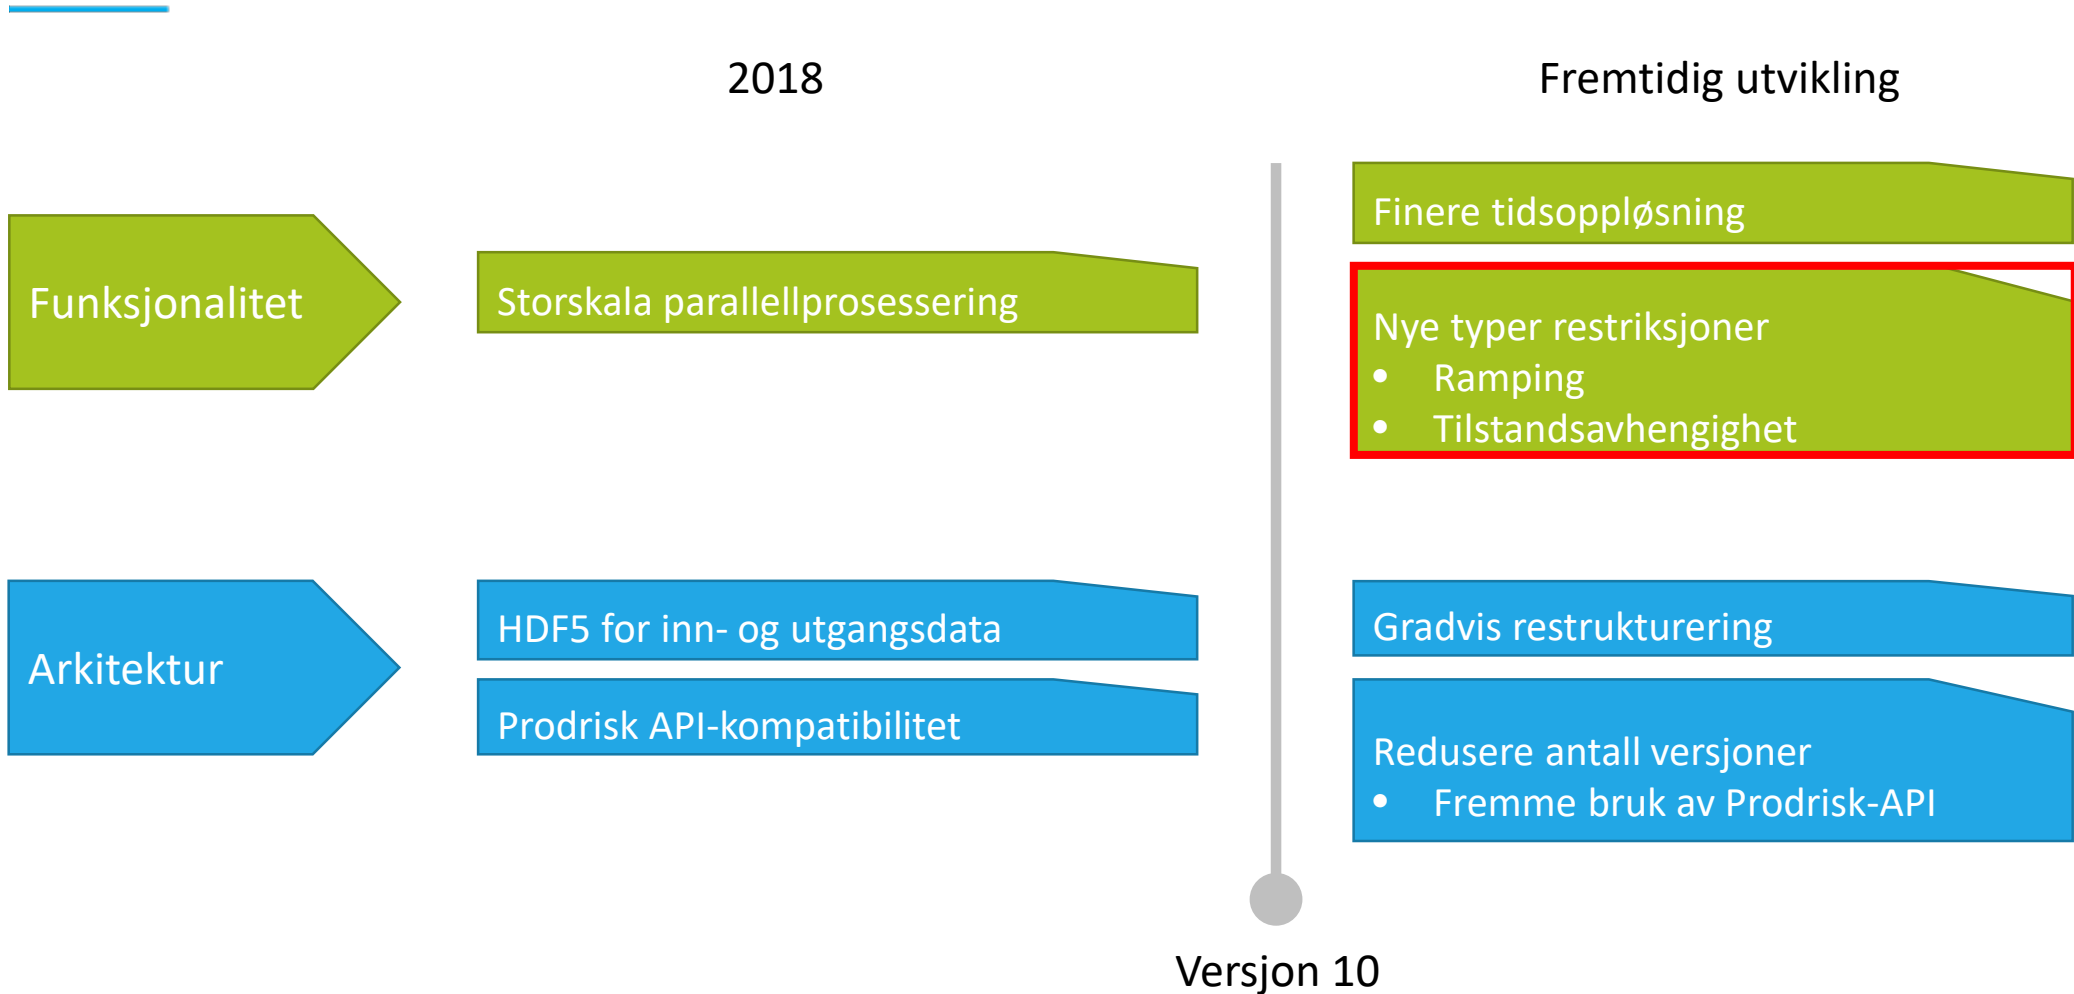 2018
Fremtidig utvikling
Funksjonalitet
Storskala parallellprosessering
Finere tidsoppløsning
Nye typer restriksjoner
• Ramping
• Tilstandsavhengighet
Arkitektur
HDF5 for inn- og utgangsdata
Prodrisk API-kompatibilitet
Gradvis restrukturering
Redusere antall versjoner
• Fremme bruk av Prodrisk-API
Versjon 10